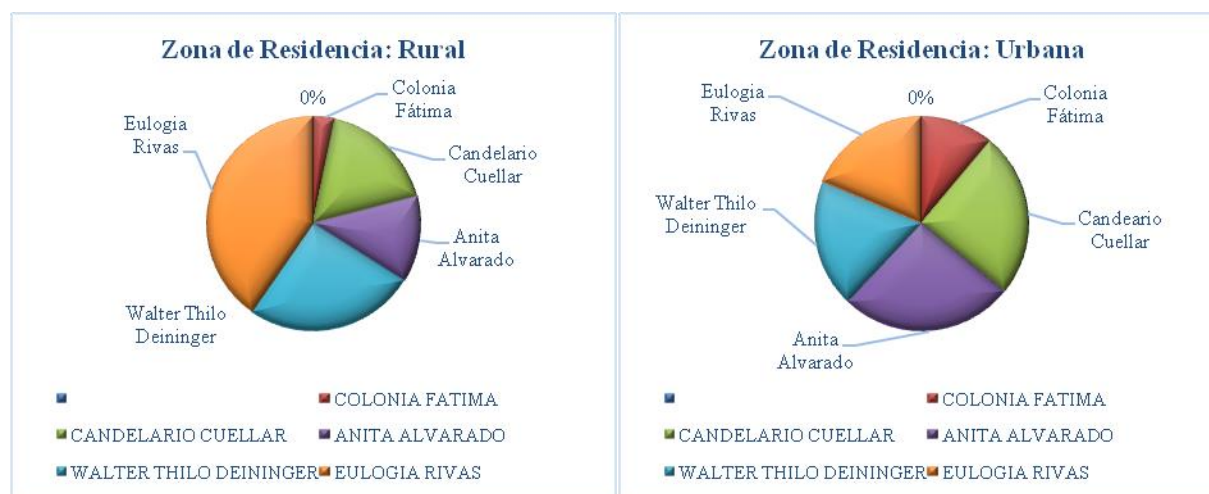 Zona de Residencia: Rural
0%
Colonia
Fátima
Eulogia
Rivas
Candelario
Cuellar
Anita
Alvarado
Walter Thilo
Deininger
COLONIA FATIMA
CANDELARIO CUELLAR
ANITA ALVARADO
WALTER THILO DEININGER
EULOGIA RIVAS
Zona de Residencia: Urbana
0%
Eulogia
Rivas
Colonia
Fátima
Walter Thilo
Deininger
Candeario
Cuellar
Anita
Alvarado
COLONIA FATIMA
CANDELARIO CUELLAR
ANITA ALVARADO
WALTER THILO DEININGER
EULOGIA RIVAS